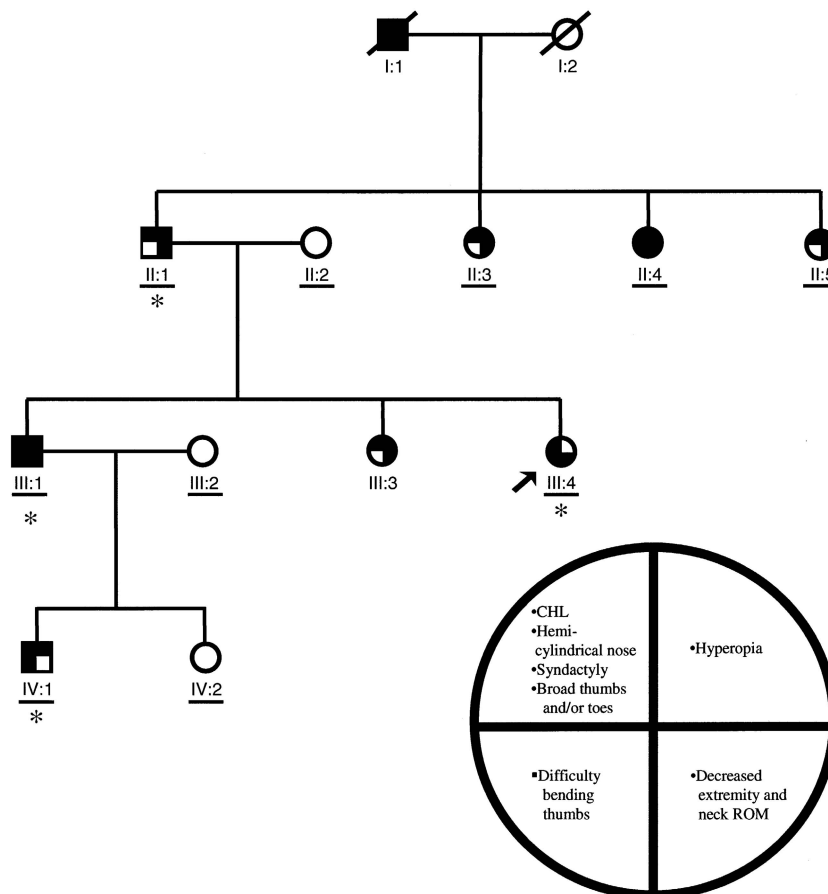 I:1 I:2
II:1 II:2 II:3 II:4 II:5
*
III:1 III:2 III:3 III:4
* *
•CHL
•Hemi-
cylindrical nose
•Syndactyly
•Broad thumbs
and/or toes
•Hyperopia
IV:1 IV:2
*
▪Difficulty
bending
thumbs
•Decreased
extremity and
neck ROM